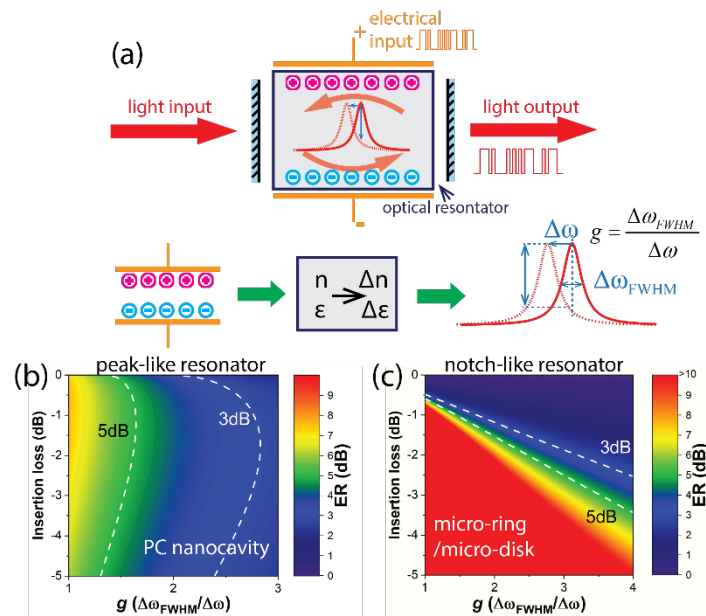 (a)
electrical
input
+
light input
light output
optical resontator
-
Δω
g = Δω_FWHM / Δω
n → Δn
ε Δε
Δω_FWHM
peak-like resonator
notch-like resonator
(b)
(c)
0
-1
-2
-3
-4
-5
Insertion loss (dB)
5dB
3dB
PC nanocavity
1
2
3
g (Δω_FWHM/Δω)
9
8
7
6
5
4
3
2
1
0
ER (dB)
0
-1
-2
-3
-4
-5
Insertion loss (dB)
3dB
5dB
micro-ring
/micro-disk
1
2
3
4
g (Δω_FWHM/Δω)
>10
9
8
7
6
5
4
3
2
1
0
ER (dB)